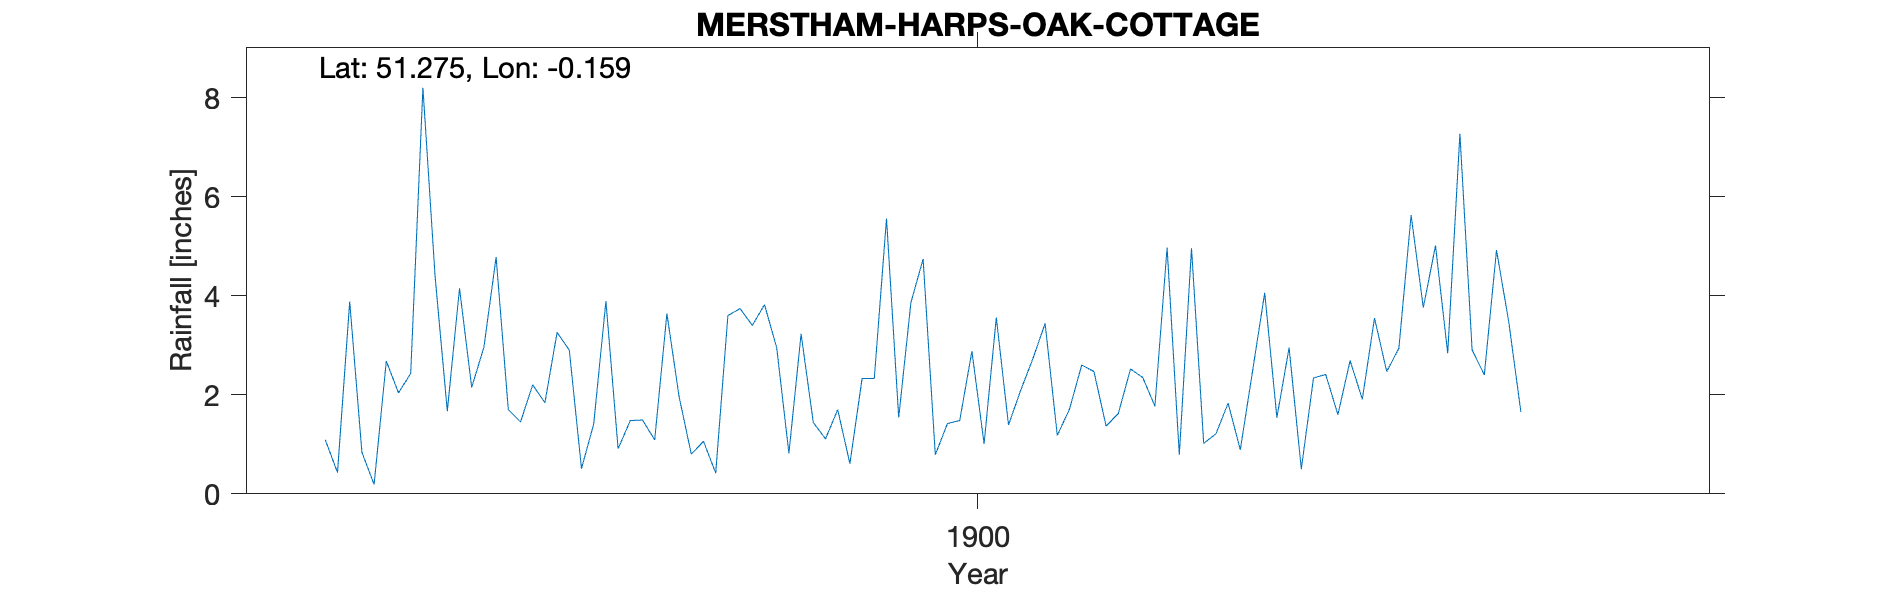 MERSTHAM-HARPS-OAK-COTTAGE
Lat: 51.275, Lon: -0.159
8
6
4
2
0
Rainfall [inches]
1900
Year